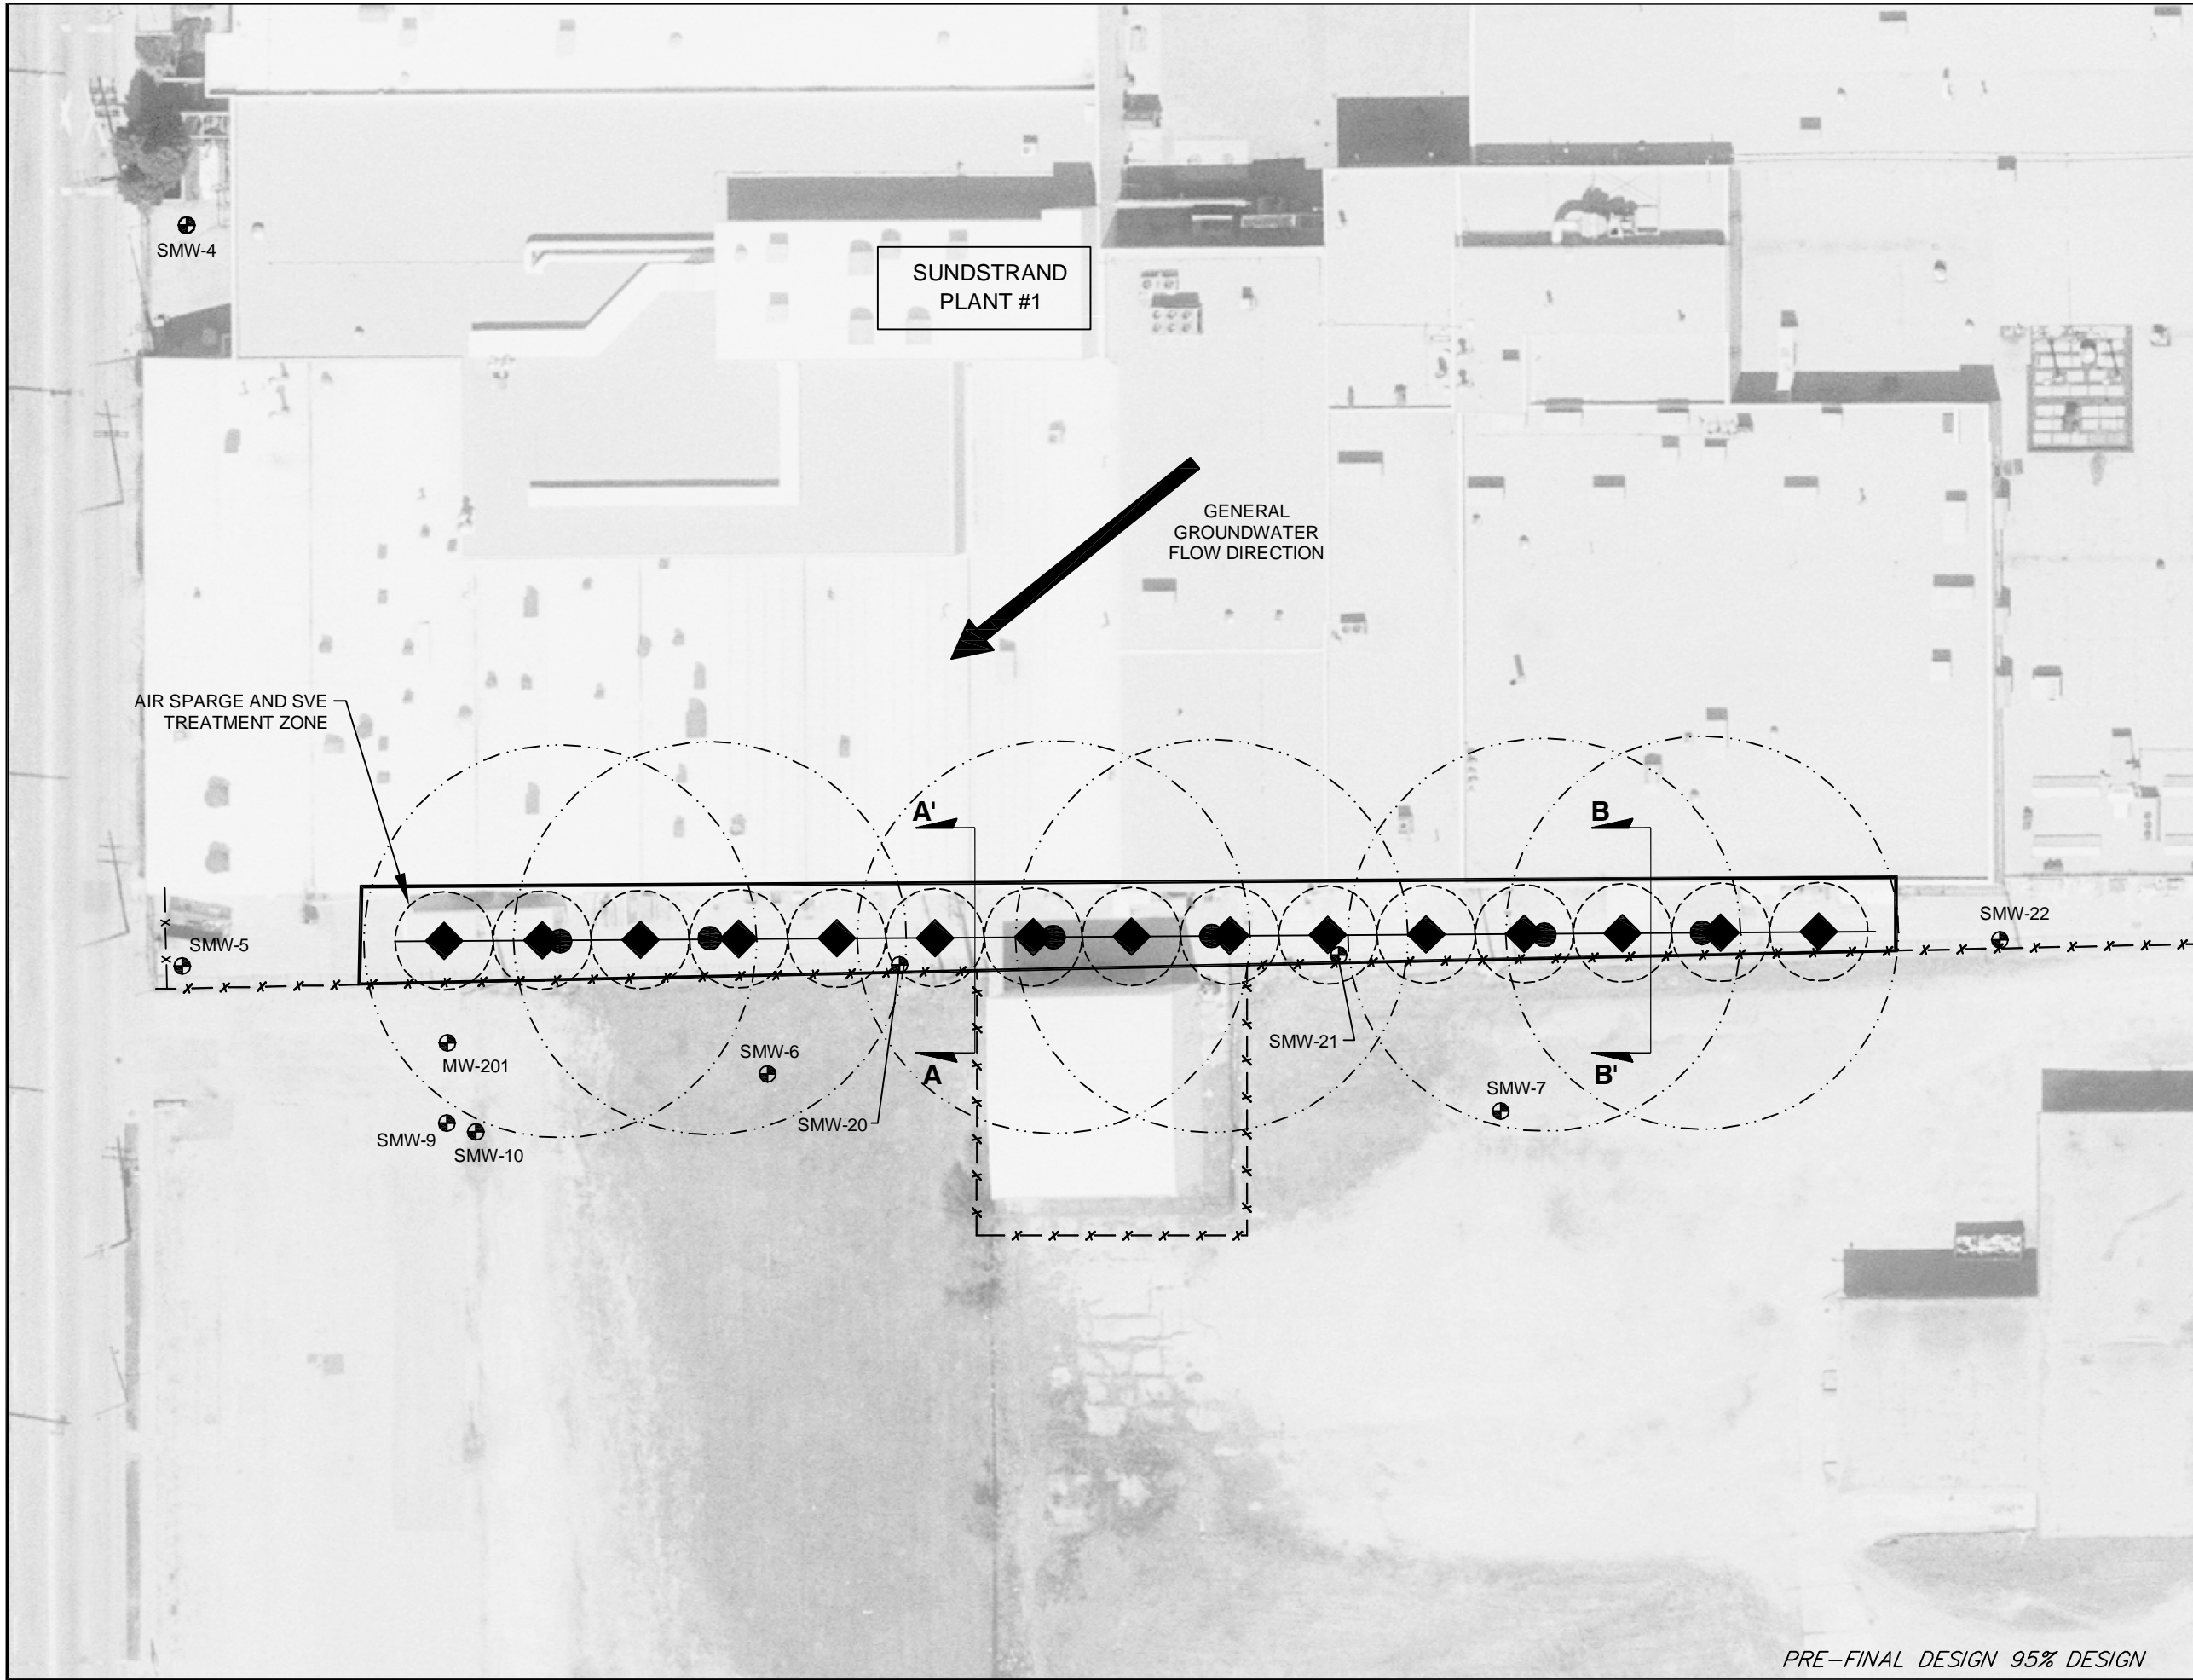 SMW-4
SUNDSTRAND
PLANT #1
GENERAL
GROUNDWATER
FLOW DIRECTION
AIR SPARGE AND SVE
TREATMENT ZONE
A'
B
SMW-5
SMW-22
MW-201
SMW-6
SMW-21
A
B'
SMW-7
SMW-20
SMW-9
SMW-10
PRE-FINAL DESIGN 95% DESIGN